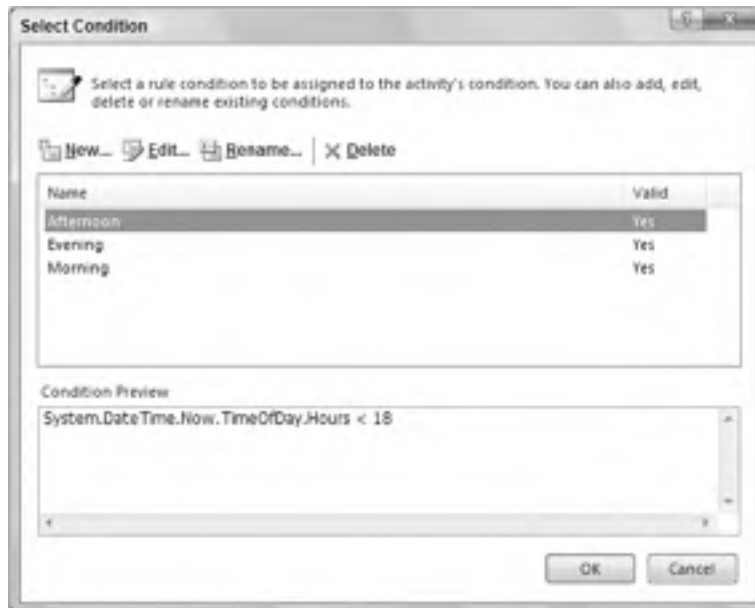 Select Condition
Select a rule condition to be assigned to the activity's condition. You can also add, edit,
delete or rename existing conditions.
New... Edit... Rename... Delete
Name Valid
Afternoon Yes
Evening Yes
Morning Yes
Condition Preview
System.DateTime.Now.TimeOfDay.Hours < 18
OK Cancel